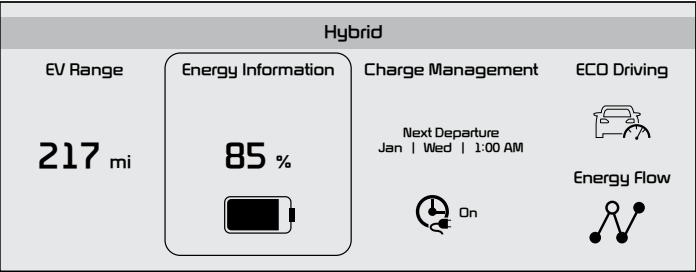 Hybrid
EV Range
217 mi
Energy Information
85 %
Charge Management
Next Departure
Jan | Wed | 1:00 AM
On
ECO Driving
Energy Flow